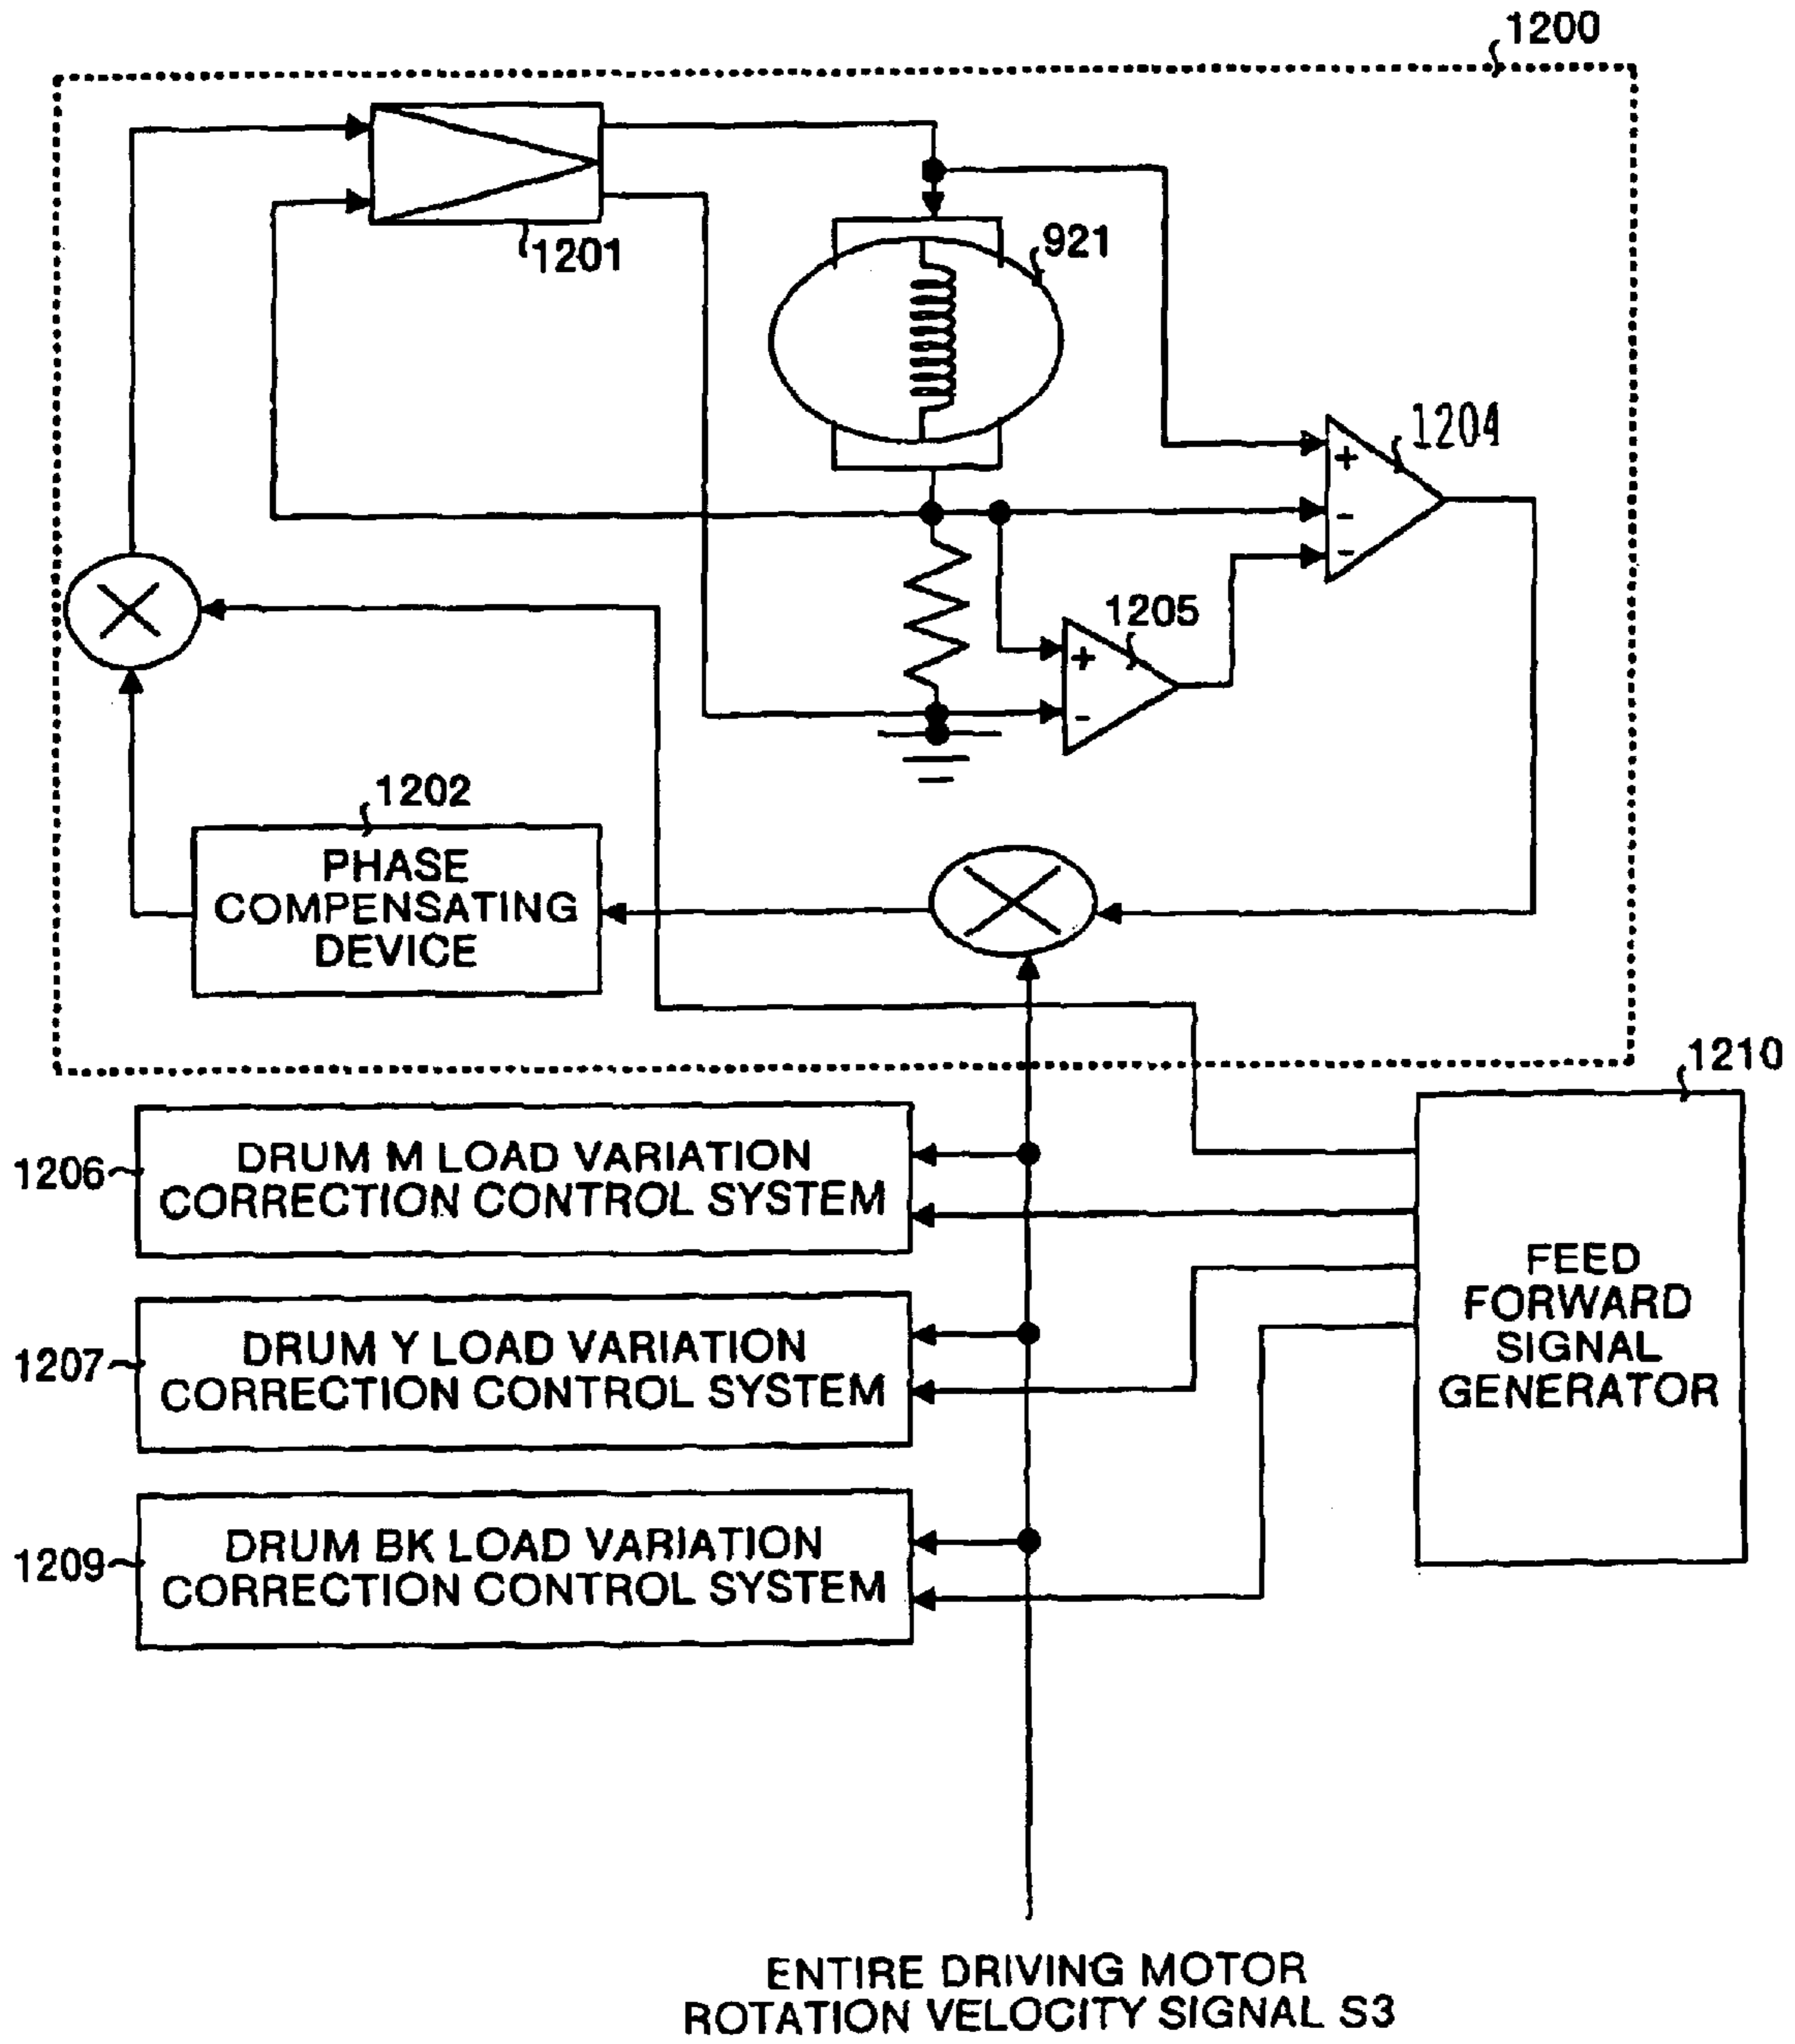 1200
1201
921
1204
+
-
-
1205
+
-
1202
PHASE
COMPENSATING
DEVICE
1210
1206
DRUM M LOAD VARIATION
CORRECTION CONTROL SYSTEM
FEED
FORWARD
SIGNAL
GENERATOR
1207
DRUM Y LOAD VARIATION
CORRECTION CONTROL SYSTEM
1209
DRUM BK LOAD VARIATION
CORRECTION CONTROL SYSTEM
ENTIRE DRIVING MOTOR
ROTATION VELOCITY SIGNAL S3